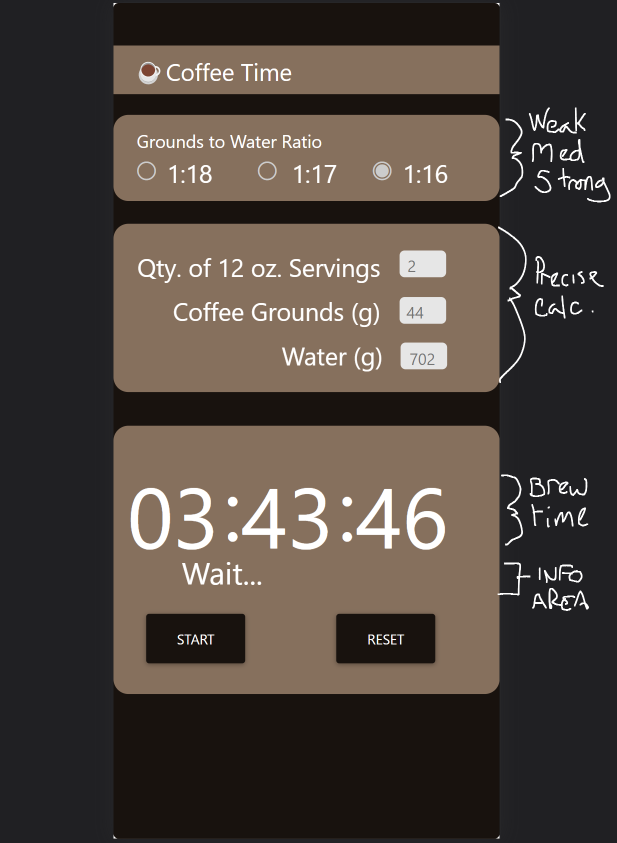 Coffee Time
Grounds to Water Ratio
1:18 1:17 1:16
Weak
Med
Strong
Qty. of 12 oz. Servings 2
Coffee Grounds (g) 44
Water (g) 702
Precise
Calc.
03:43:46
Wait...
START RESET
Brew
time
INFO
AREA